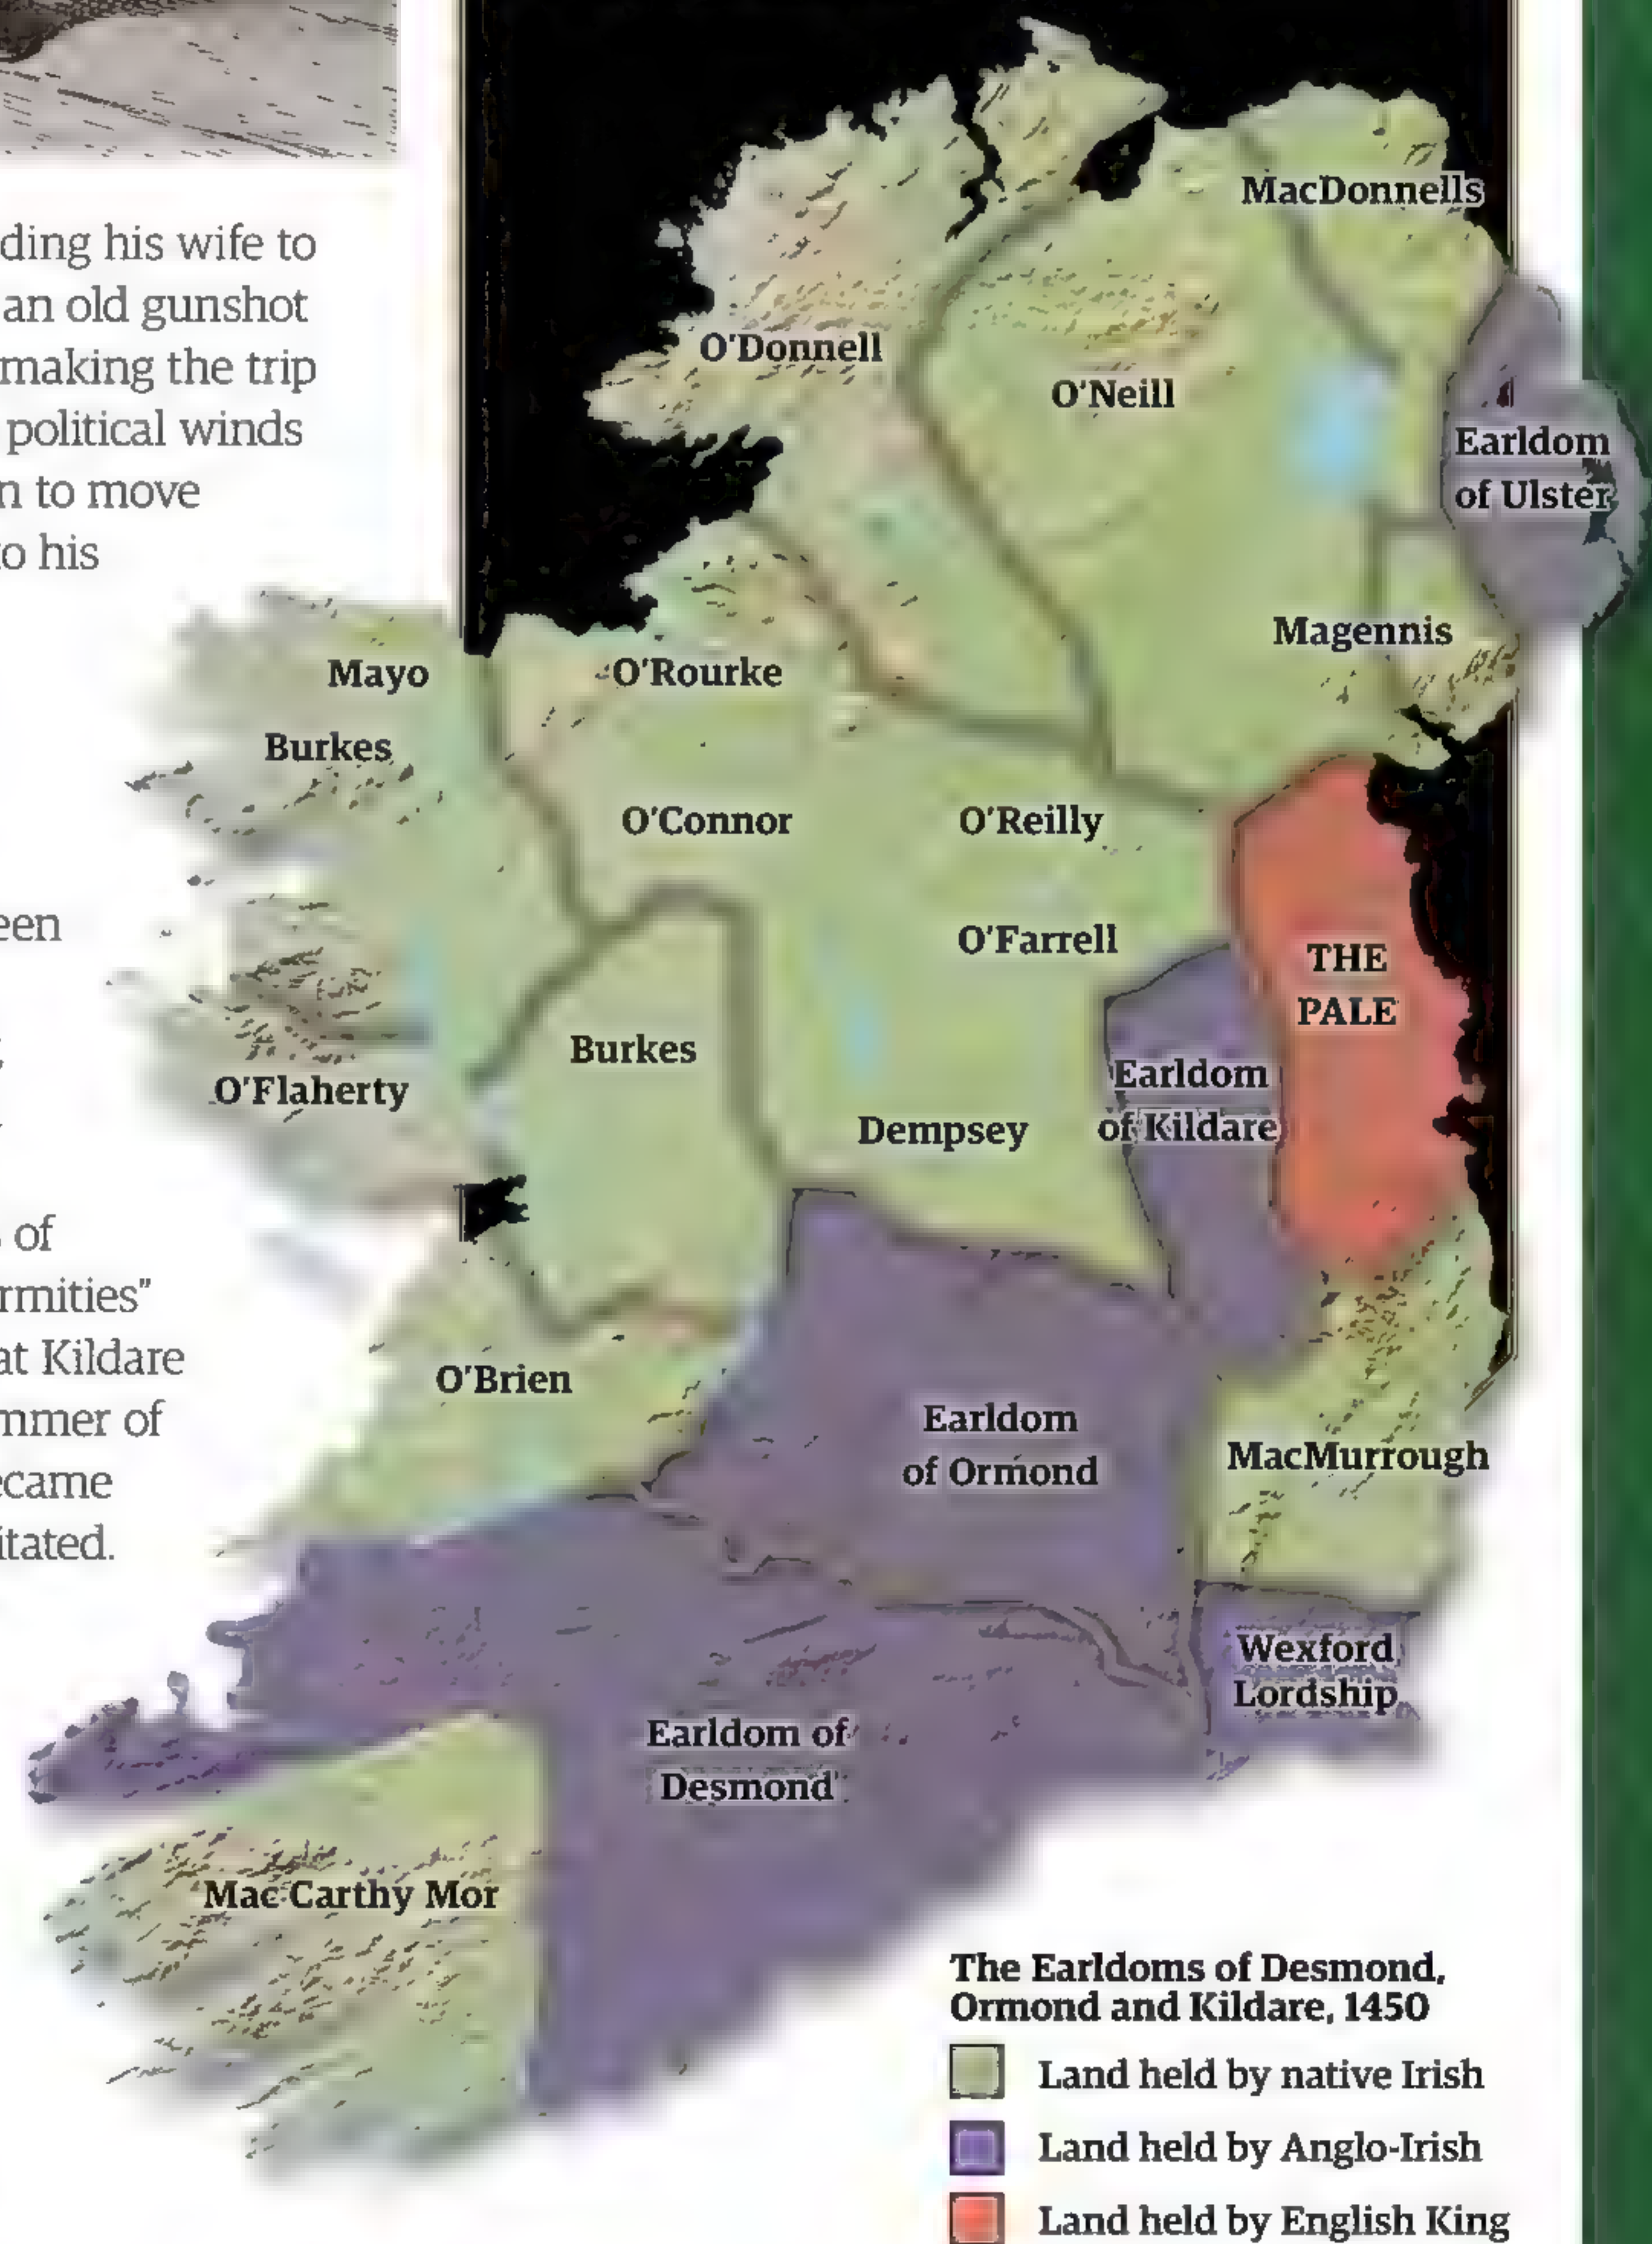 ding his wife to
an old gunshot
making the trip
political winds
n to move
o his
een
of
rmities"
at Kildare
mmer of
ecame
itated.
MacDonnells
O'Donnell
O'Neill
Earldom
of Ulster
Magennis
Mayo
Burkes
O'Rourke
O'Connor
O'Reilly
O'Farrell
THE
PALE
Burkes
O'Flaherty
Earldom
of Kildare
Dempsey
O'Brien
Earldom
of Ormond
MacMurrough
Wexford
Lordship
Earldom of
Desmond
Mac Carthy Mor
The Earldoms of Desmond,
Ormond and Kildare, 1450
Land held by native Irish
Land held by Anglo-Irish
Land held by English King